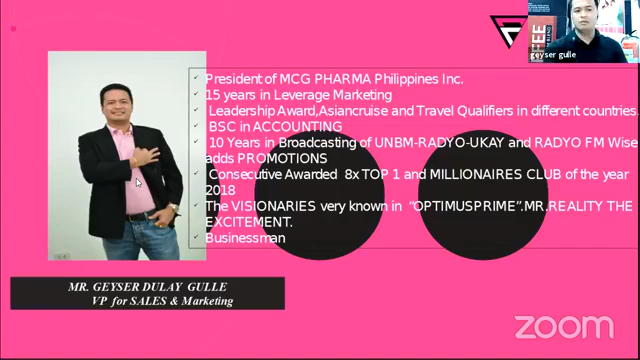 FEE
geyser gulle
President of MCG PHARMA Philippines Inc.
15 years in Leverage Marketing
Leadership Award,Asiancruise and Travel Qualifiers in different countries.
BSC in ACCOUNTING
10 Years in Broadcasting of UNBM-RADYO-UKAY and RADYO FM Wise
adds PROMOTIONS
Consecutive Awarded 8x TOP 1 and MILLIONAIRES CLUB of the year
2018
The VISIONARIES very known in "OPTIMUSPRIME".MR.REALITY THE
EXCITEMENT.
Businessman
MR. GEYSER DULAY GULLE
VP for SALES & Marketing
zoom